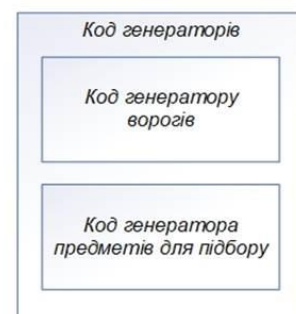 Код генераторів
Код генератору
ворогів
Код генератора
предметів для підбору